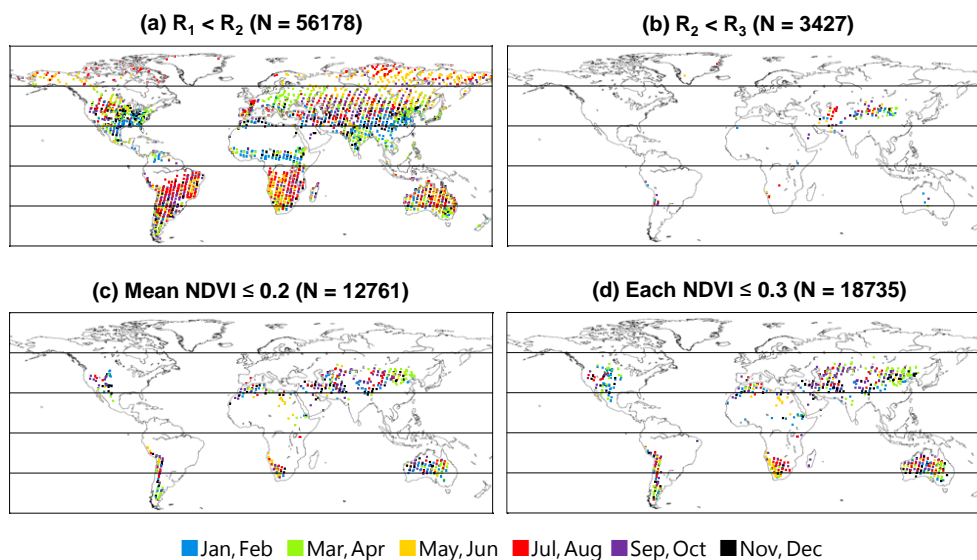 (a) R₁ < R₂ (N = 56178)
(b) R₂ < R₃ (N = 3427)
(c) Mean NDVI ≤ 0.2 (N = 12761)
(d) Each NDVI ≤ 0.3 (N = 18735)
Jan, Feb Mar, Apr May, Jun Jul, Aug Sep, Oct Nov, Dec